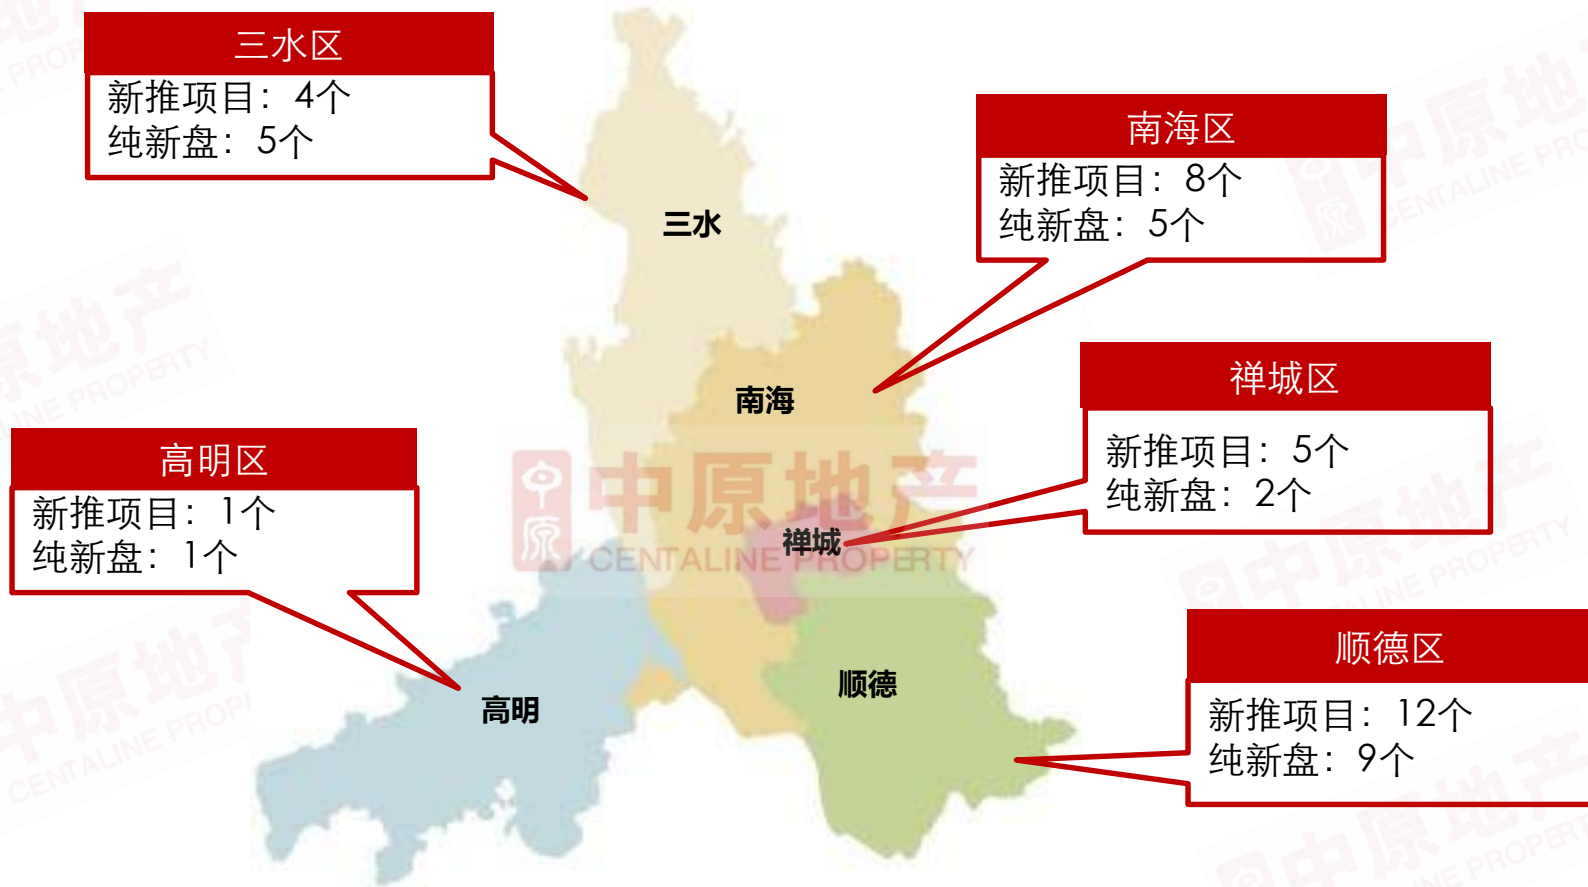 三水区
新推项目：4个
纯新盘：5个
南海区
新推项目：8个
纯新盘：5个
三水
南海
禅城区
新推项目：5个
纯新盘：2个
高明区
新推项目：1个
纯新盘：1个
中原
中原地产
CENTALINE PROPERTY
禅城
顺德区
新推项目：12个
纯新盘：9个
顺德
高明